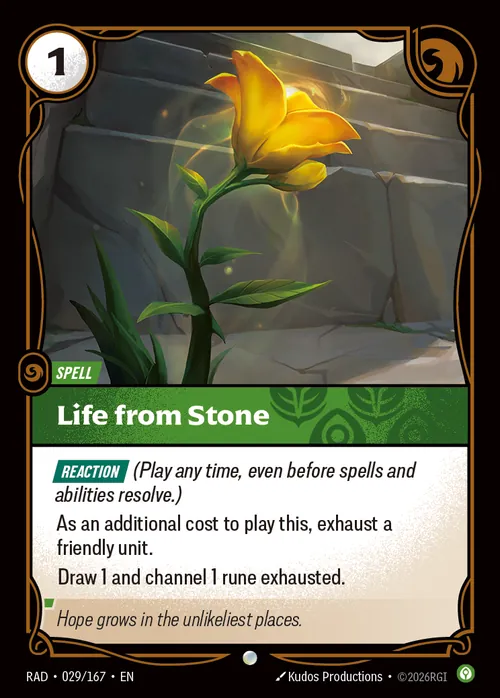 1
SPELL
Life from Stone
REACTION (Play any time, even before spells and
abilities resolve.)
As an additional cost to play this, exhaust a
friendly unit.
Draw 1 and channel 1 rune exhausted.
Hope grows in the unlikeliest places.
RAD • 029/167 • EN
Kudos Productions • ©2026RGI